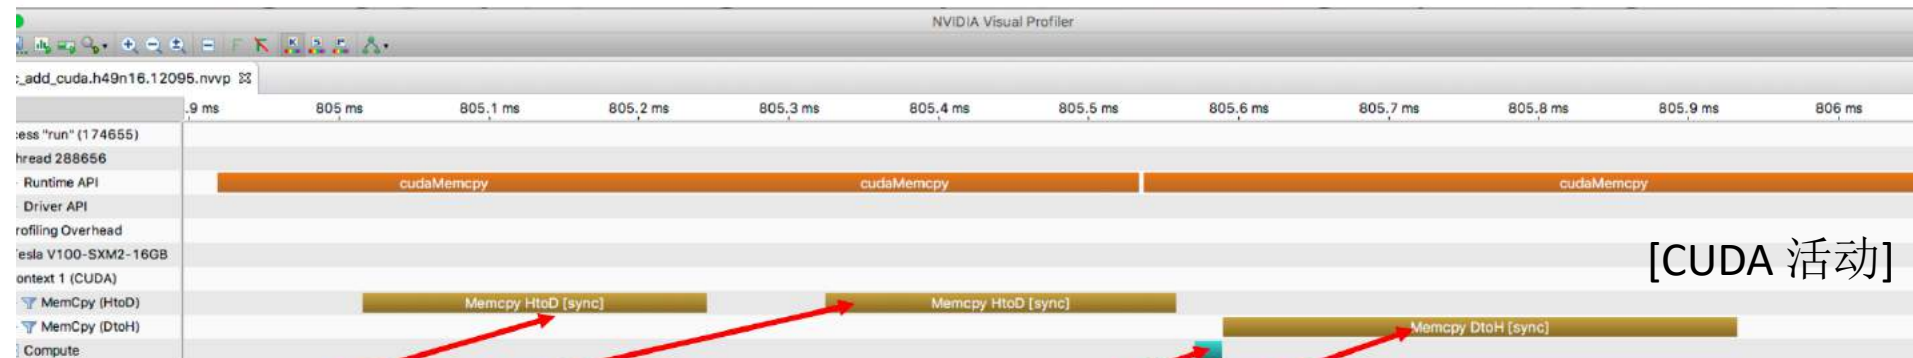 NVIDIA Visual Profiler
c_add_cuda.h49n16.12095.nvvp
.9 ms 805 ms 805.1 ms 805.2 ms 805.3 ms 805.4 ms 805.5 ms 805.6 ms 805.7 ms 805.8 ms 805.9 ms 806 ms
cess "run" (174655)
hread 288656
Runtime API cudaMemcpy cudaMemcpy cudaMemcpy
Driver API
rofiling Overhead
esla V100-SXM2-16GB
[CUDA 活动]
ontext 1 (CUDA)
MemCpy (HtoD) Memcpy HtoD [sync] Memcpy HtoD [sync]
MemCpy (DtoH) Memcpy DtoH [sync]
Compute